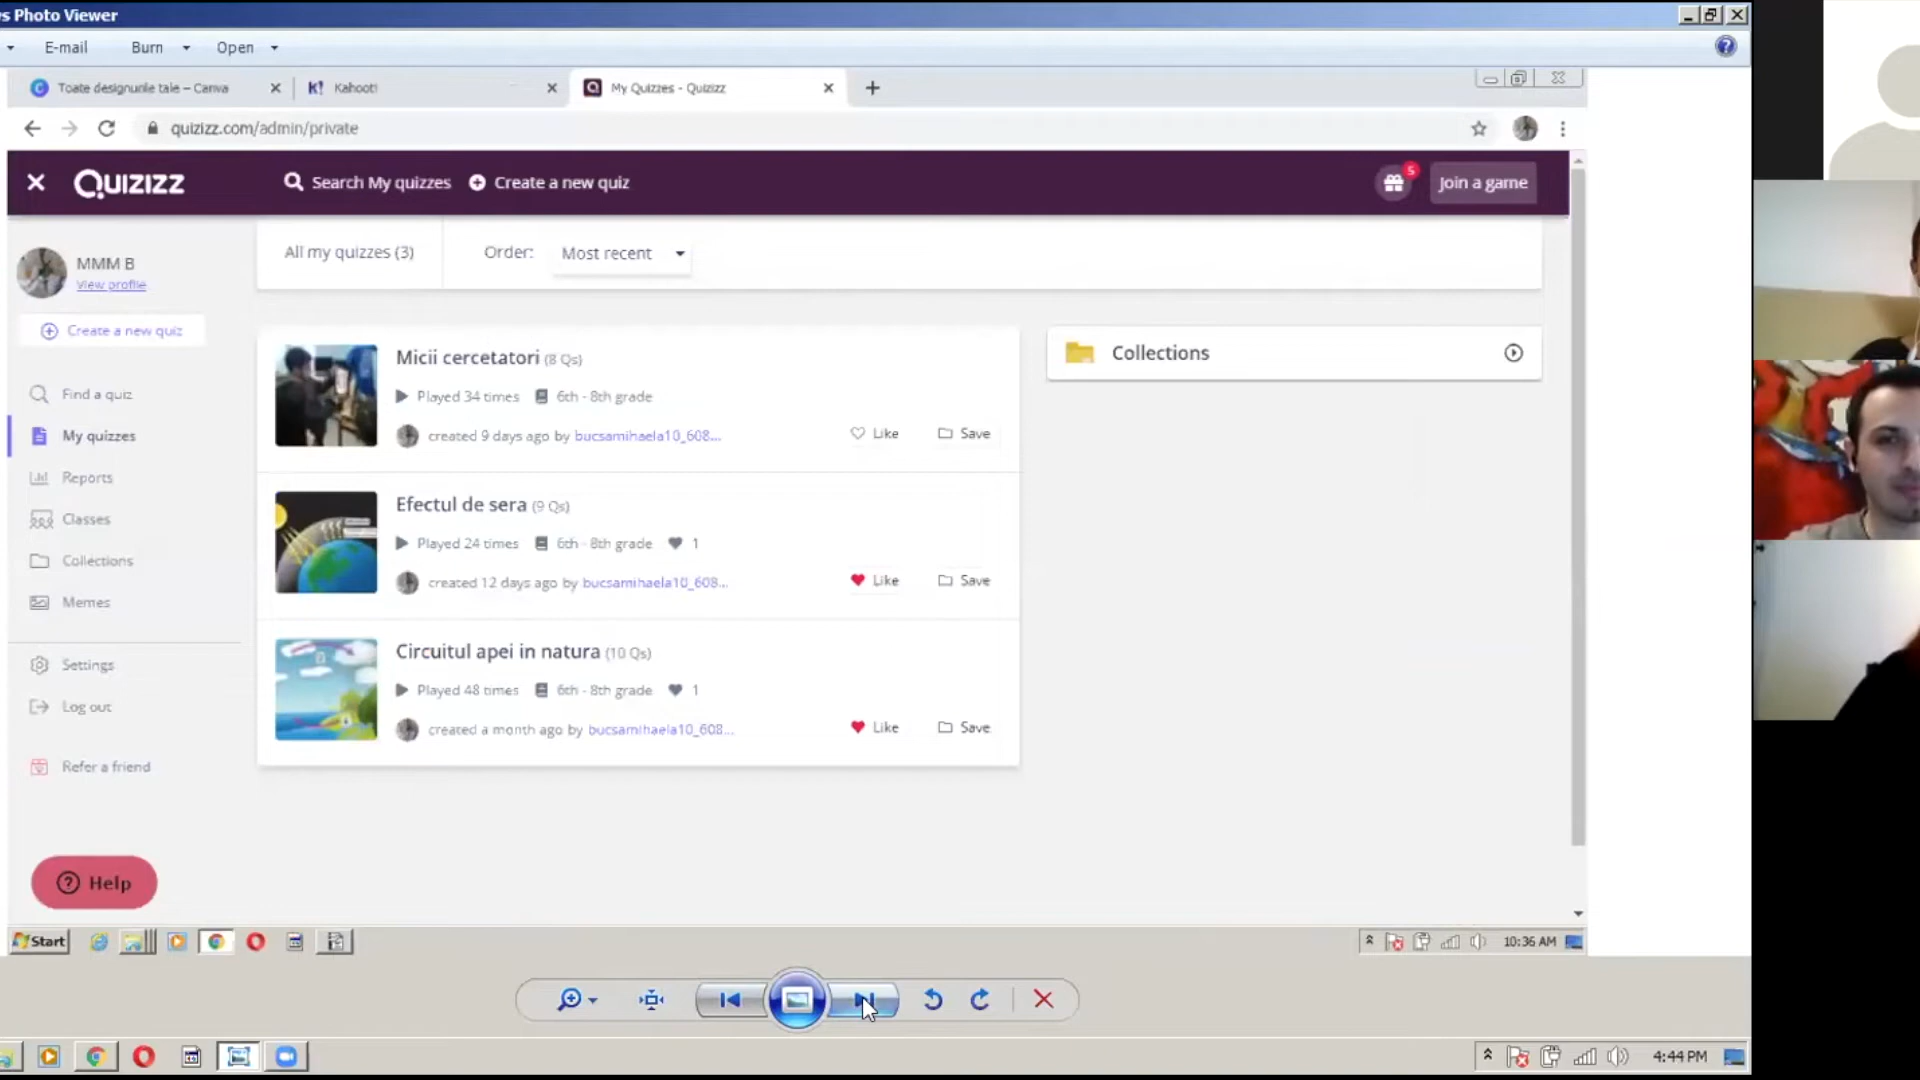 s Photo Viewer
E-mail Burn Open
Toate designurile tale – Canva
K! Kahoot!
My Quizzes - Quizizz
quizizz.com/admin/private
QUIZIZZ
Search My quizzes
Create a new quiz
5
Join a game
MMM B
View profile
Create a new quiz
Find a quiz
My quizzes
Reports
Classes
Collections
Memes
Settings
Log out
Refer a friend
Help
All my quizzes (3)
Order: Most recent
Micii cercetatori (8 Qs)
Played 34 times 6th - 8th grade
created 9 days ago by bucsamihaela10_608...
Like Save
Efectul de sera (9 Qs)
Played 24 times 6th - 8th grade 1
created 12 days ago by bucsamihaela10_608...
Like Save
Circuitul apei in natura (10 Qs)
Played 48 times 6th - 8th grade 1
created a month ago by bucsamihaela10_608...
Like Save
Collections
Start
10:36 AM
4:44 PM